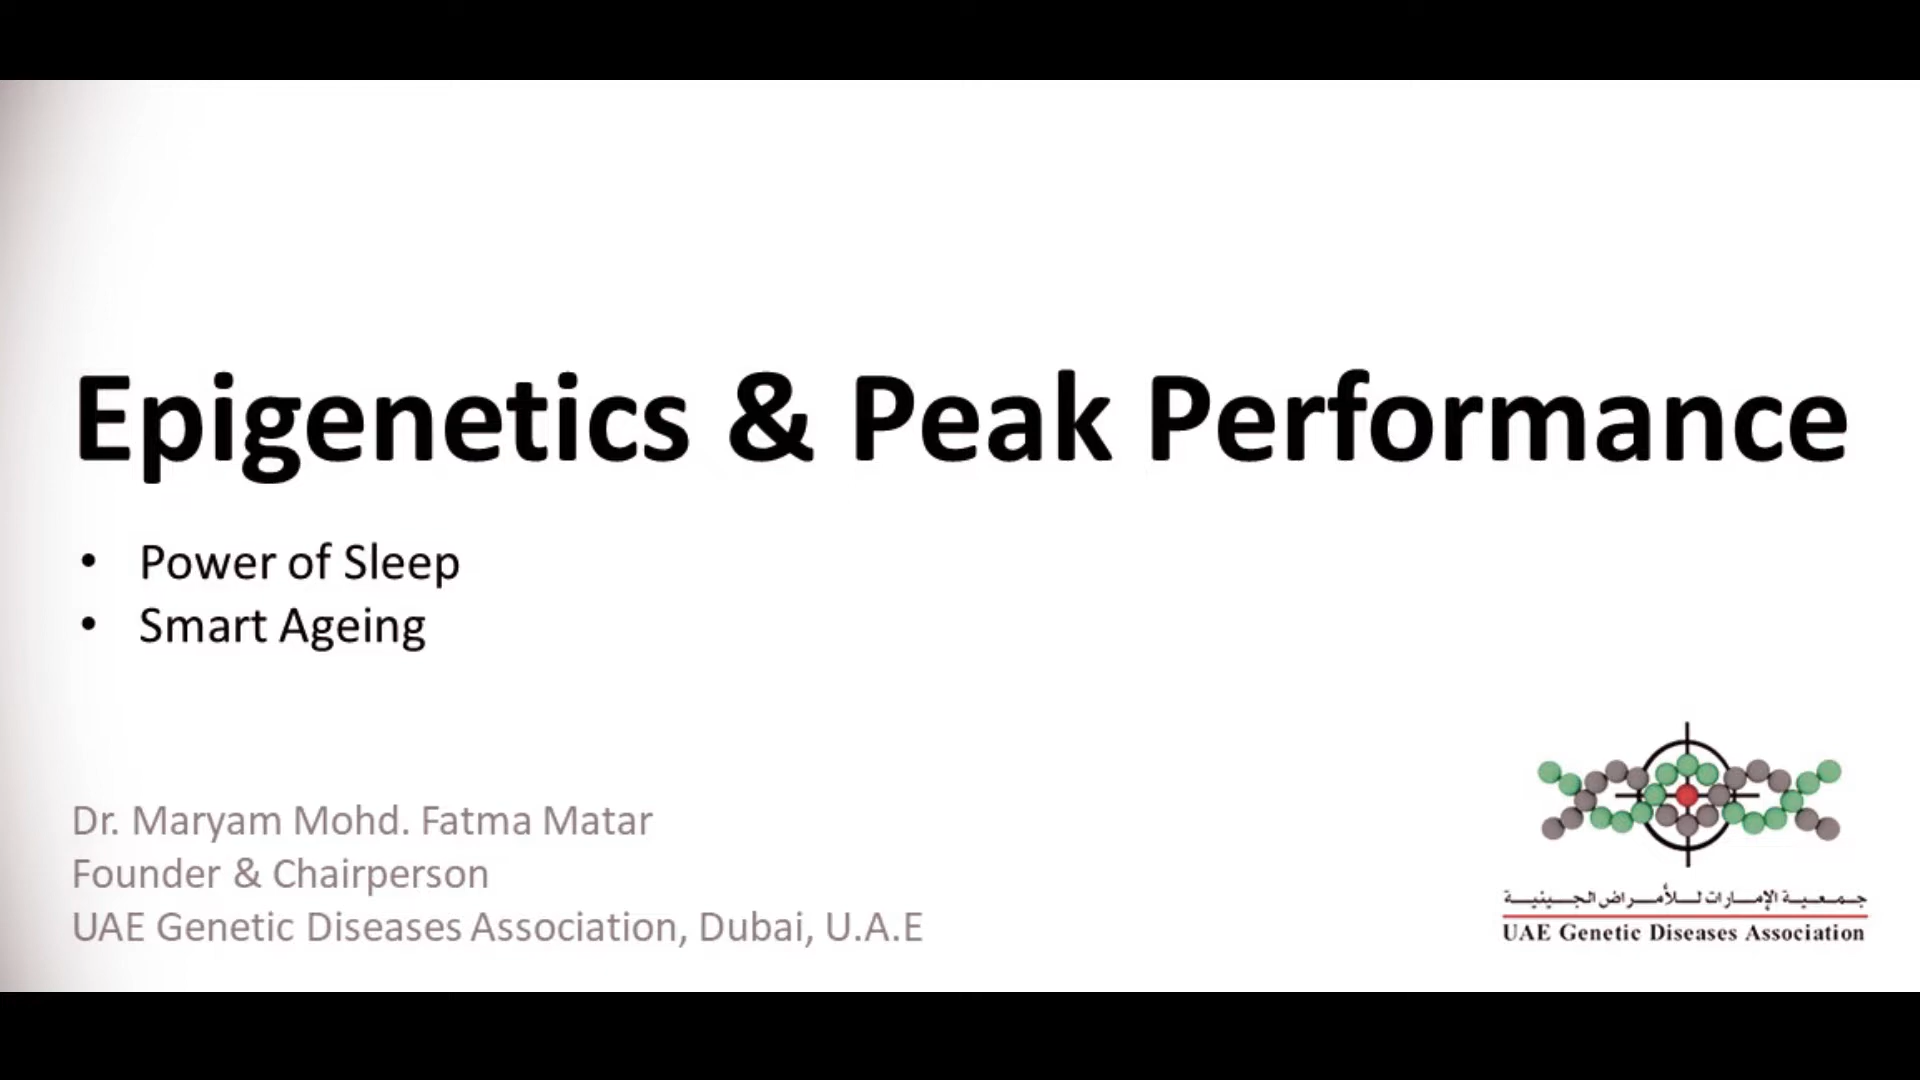 Epigenetics & Peak Performance
• Power of Sleep
• Smart Ageing
Dr. Maryam Mohd. Fatma Matar
Founder & Chairperson
UAE Genetic Diseases Association, Dubai, U.A.E
جمعية الإمارات للأمراض الجينية
UAE Genetic Diseases Association